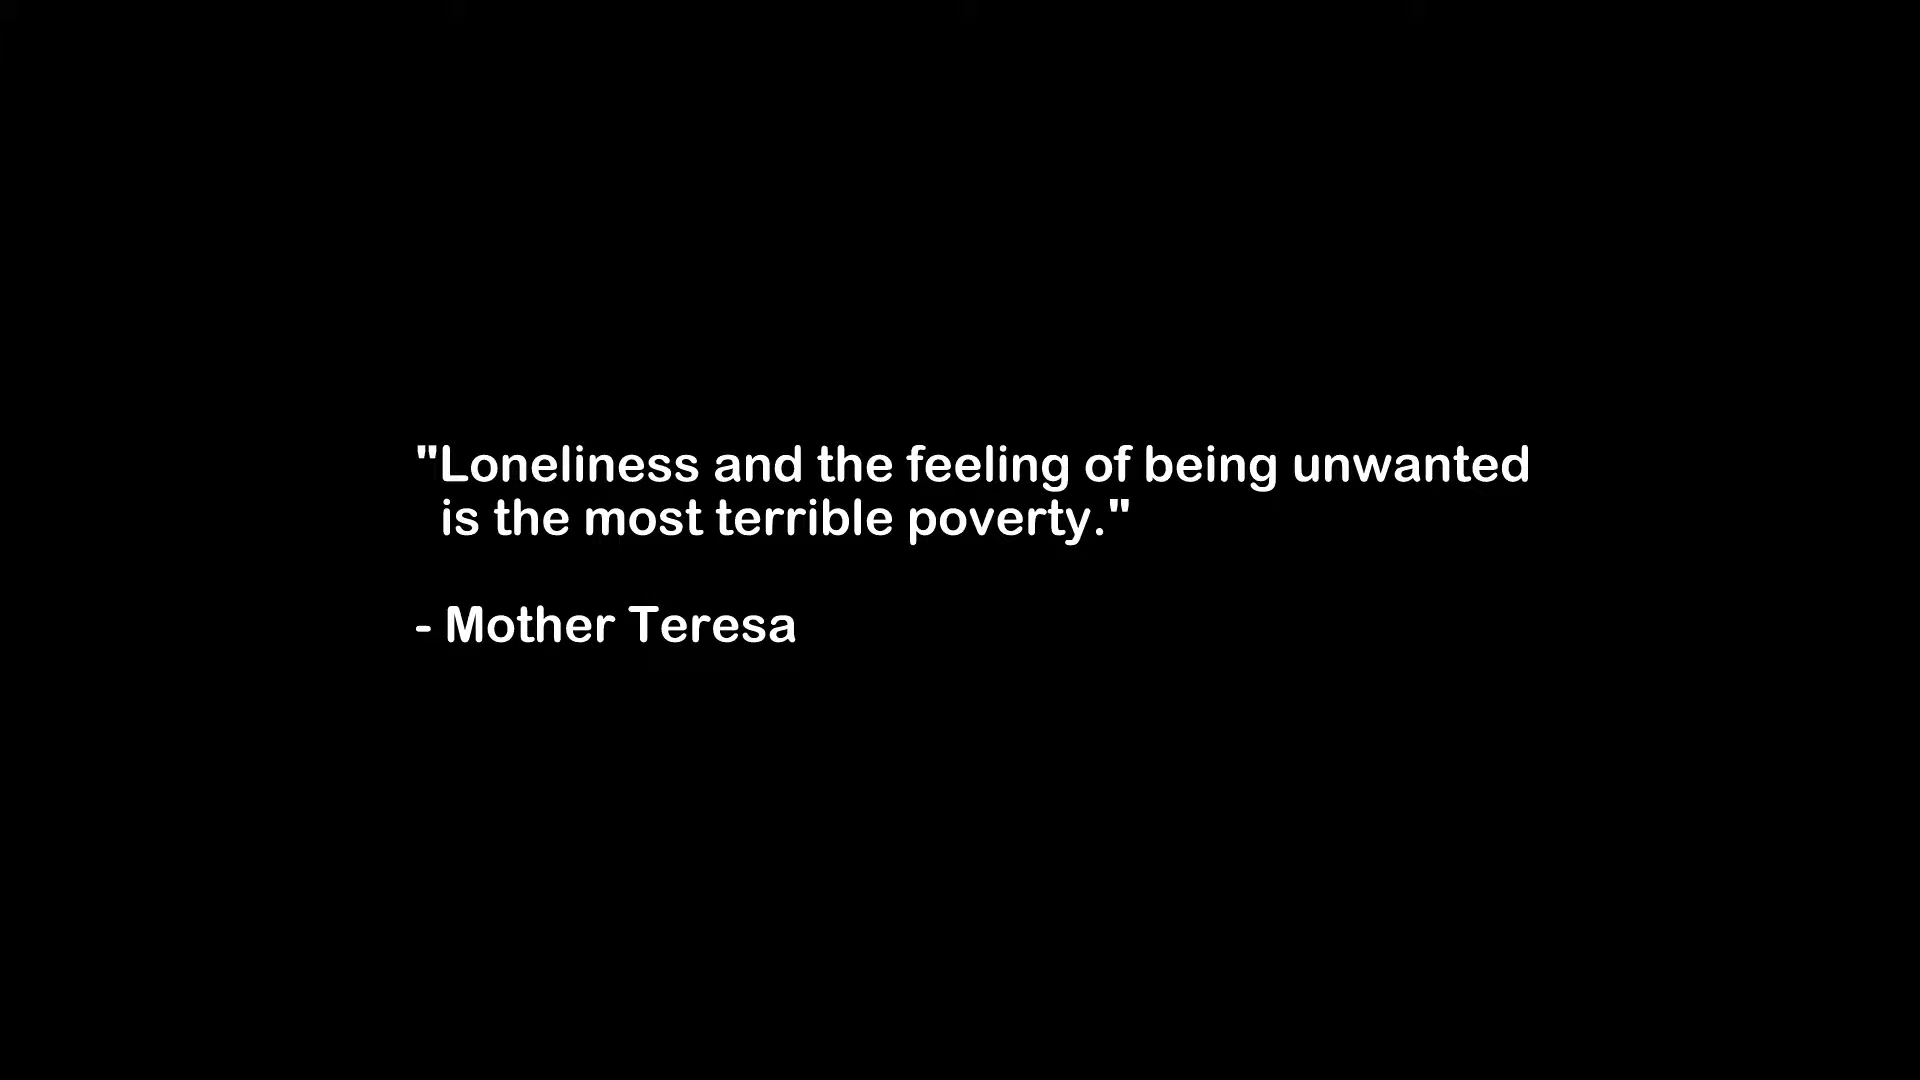 "Loneliness and the feeling of being unwanted
is the most terrible poverty."
- Mother Teresa